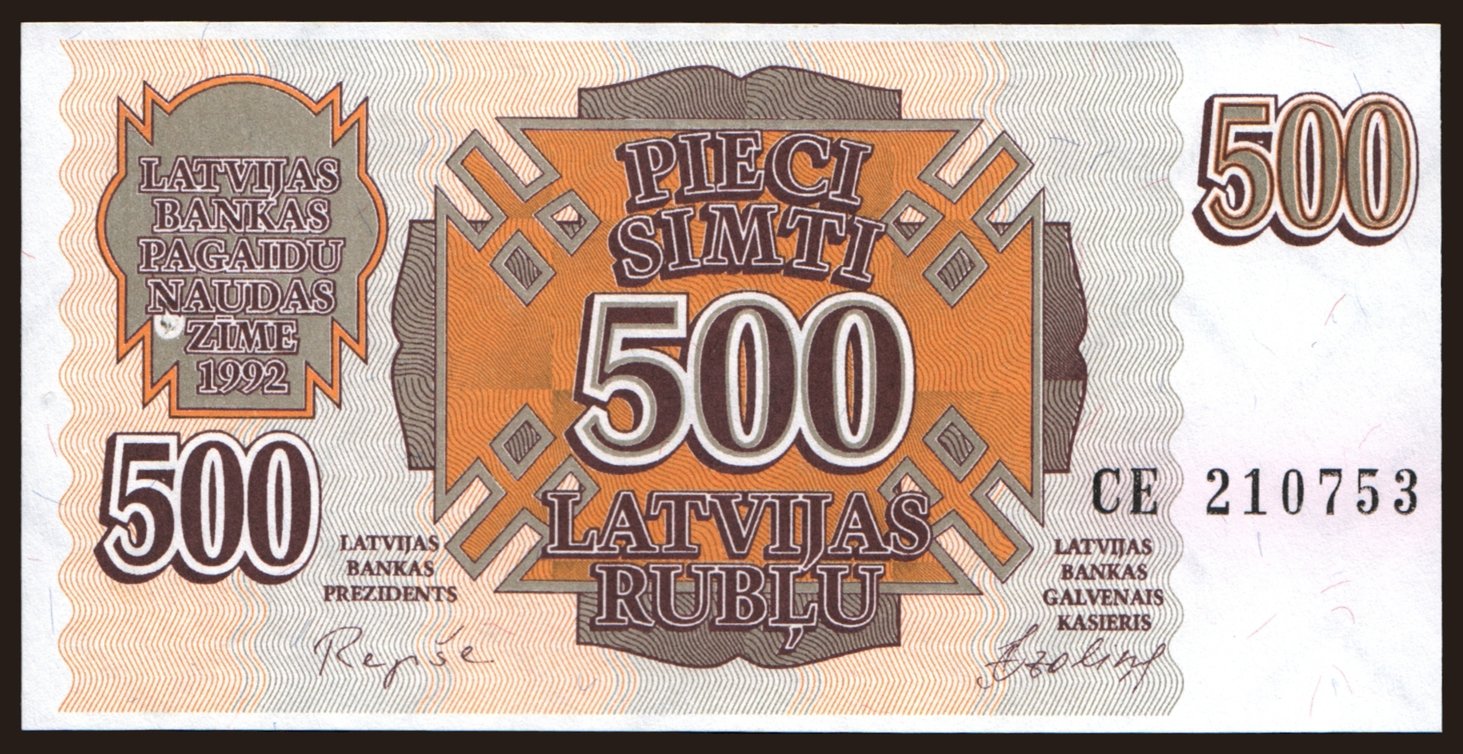 LATVIJAS
BANKAS
PAGAIDU
NAUDAS
ZĪME
1992
500
PIECI
SIMTI
500
LATVIJAS
RUBĻU
500
CE 210753
LATVIJAS
BANKAS
PREZIDENTS
Repše
LATVIJAS
BANKAS
GALVENAIS
KASIERIS